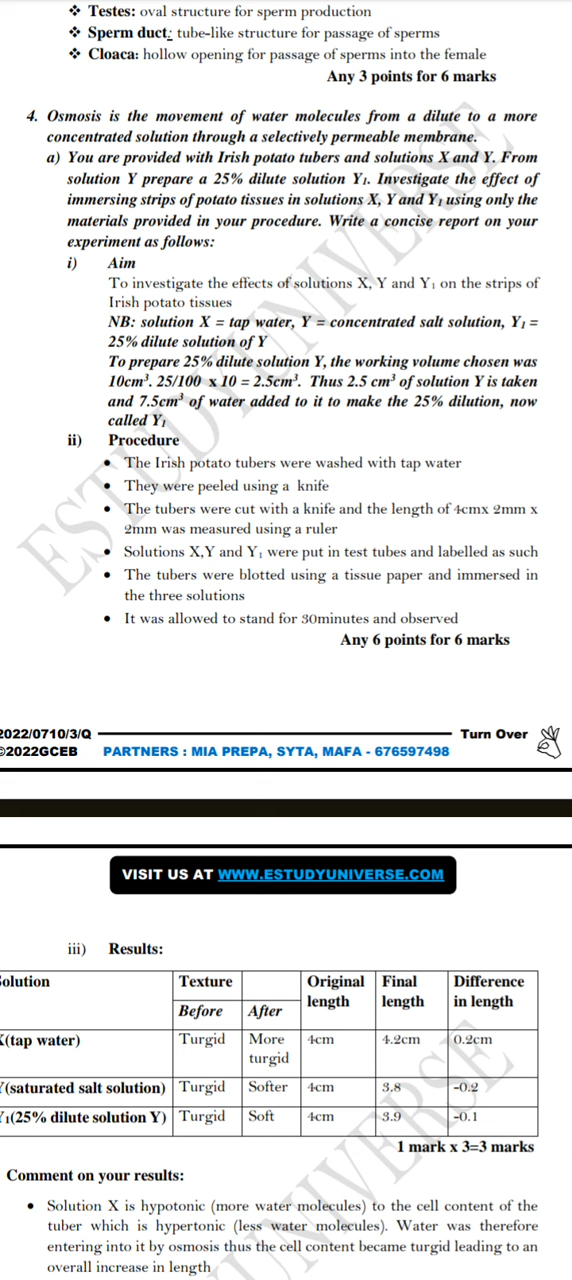 ❖ Testes: oval structure for sperm production
❖ Sperm duct: tube-like structure for passage of sperms
❖ Cloaca: hollow opening for passage of sperms into the female
Any 3 points for 6 marks
4. Osmosis is the movement of water molecules from a dilute to a more
concentrated solution through a selectively permeable membrane.
a) You are provided with Irish potato tubers and solutions X and Y. From
solution Y prepare a 25% dilute solution Y₁. Investigate the effect of
immersing strips of potato tissues in solutions X, Y and Y₁ using only the
materials provided in your procedure. Write a concise report on your
experiment as follows:
i) Aim
To investigate the effects of solutions X, Y and Y₁ on the strips of
Irish potato tissues
NB: solution X = tap water, Y = concentrated salt solution, Y₁ =
25% dilute solution of Y
To prepare 25% dilute solution Y, the working volume chosen was
10cm³. 25/100 x 10 = 2.5cm³. Thus 2.5 cm³ of solution Y is taken
and 7.5cm³ of water added to it to make the 25% dilution, now
called Y₁
ii) Procedure
• The Irish potato tubers were washed with tap water
• They were peeled using a knife
• The tubers were cut with a knife and the length of 4cmx 2mm x
2mm was measured using a ruler
• Solutions X,Y and Y₁ were put in test tubes and labelled as such
• The tubers were blotted using a tissue paper and immersed in
the three solutions
• It was allowed to stand for 30minutes and observed
Any 6 points for 6 marks
ESTUDYUNIVERSE
2022/0710/3/Q Turn Over
©2022GCEB PARTNERS : MIA PREPA, SYTA, MAFA - 676597498
VISIT US AT WWW.ESTUDYUNIVERSE.COM
iii) Results:
Solution Texture Original Final Difference
Before After length length in length
X(tap water) Turgid More 4cm 4.2cm 0.2cm
turgid
Y(saturated salt solution) Turgid Softer 4cm 3.8 -0.2
Y₁(25% dilute solution Y) Turgid Soft 4cm 3.9 -0.1
1 mark x 3=3 marks
Comment on your results:
• Solution X is hypotonic (more water molecules) to the cell content of the
tuber which is hypertonic (less water molecules). Water was therefore
entering into it by osmosis thus the cell content became turgid leading to an
overall increase in length
UNIVERSE